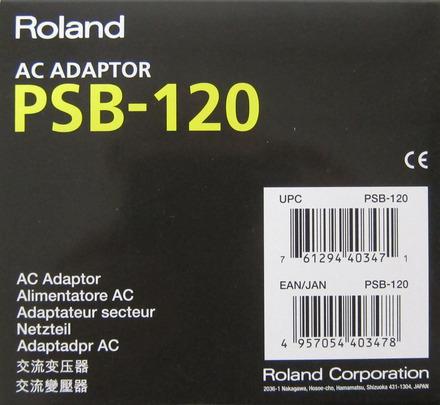 Roland
AC ADAPTOR
PSB-120
CE
UPC PSB-120
7 61294 40347 1
EAN/JAN PSB-120
4 957054 403478
AC Adaptor
Alimentatore AC
Adaptateur secteur
Netzteil
Adaptadpr AC
交流变压器
交流變壓器
Roland Corporation
2036-1 Nakagawa, Hosoe-cho, Hamamatsu, Shizuoka 431-1304, JAPAN